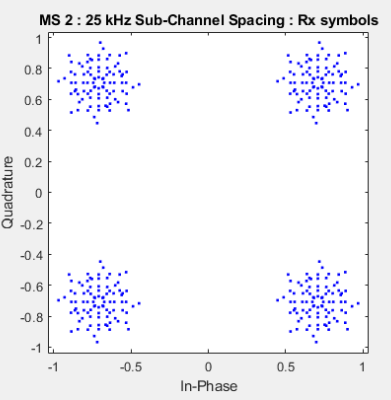 MS 2 : 25 kHz Sub-Channel Spacing : Rx symbols
1
0.8
0.6
0.4
0.2
0
-0.2
-0.4
-0.6
-0.8
-1
Quadrature
-1 -0.5 0 0.5 1
In-Phase